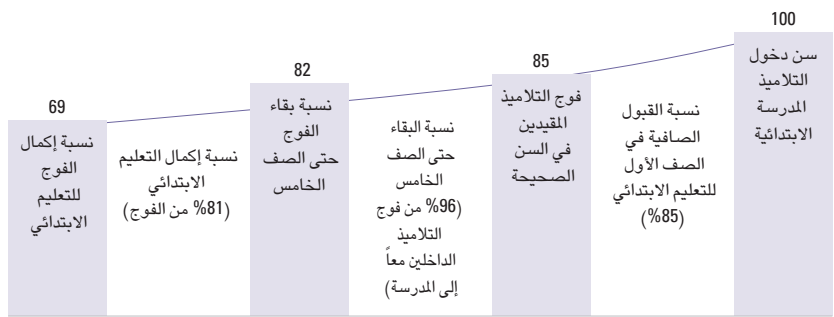 100
سن دخول
التلاميذ
المدرسة
الابتدائية
نسبة القبول
الصافية في
الصف الأول
للتعليم الابتدائي
(85%)
85
فوج التلاميذ
المقيدين
في السن
الصحيحة
نسبة البقاء
حتى الصف
الخامس
(96% من فوج
التلاميذ
الداخلين معاً
إلى المدرسة)
82
نسبة بقاء
الفوج
حتى الصف
الخامس
نسبة إكمال التعليم
الابتدائي
(81% من الفوج)
69
نسبة إكمال
الفوج
للتعليم
الابتدائي